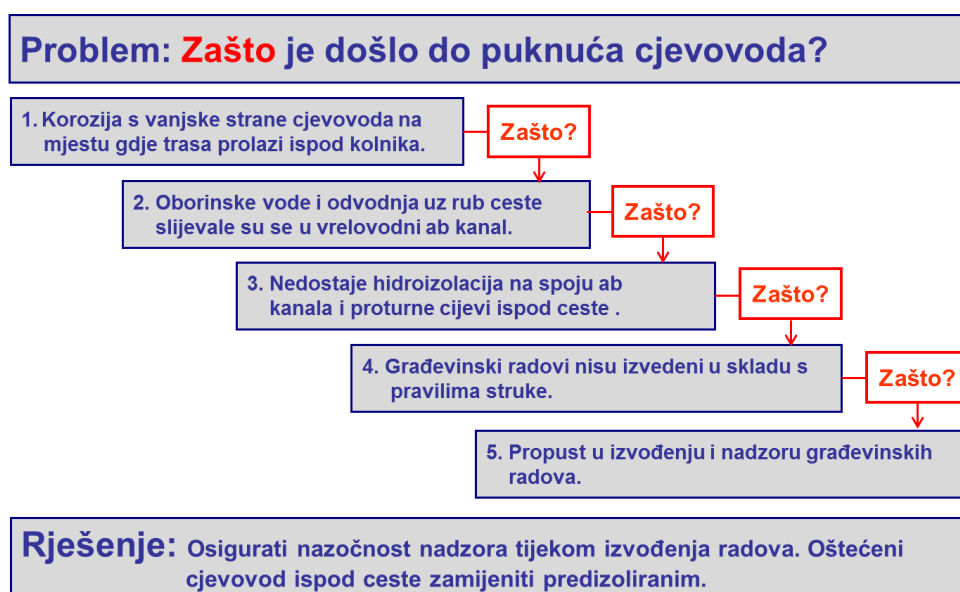 Problem: Zašto je došlo do puknuća cjevovoda?
1. Korozija s vanjske strane cjevovoda na
mjestu gdje trasa prolazi ispod kolnika.
Zašto?
2. Oborinske vode i odvodnja uz rub ceste
slijevale su se u vrelovodni ab kanal.
Zašto?
3. Nedostaje hidroizolacija na spoju ab
kanala i proturne cijevi ispod ceste .
Zašto?
4. Građevinski radovi nisu izvedeni u skladu s
pravilima struke.
Zašto?
5. Propust u izvođenju i nadzoru građevinskih
radova.
Rješenje: Osigurati nazočnost nadzora tijekom izvođenja radova. Oštećeni
cjevovod ispod ceste zamijeniti predizoliranim.